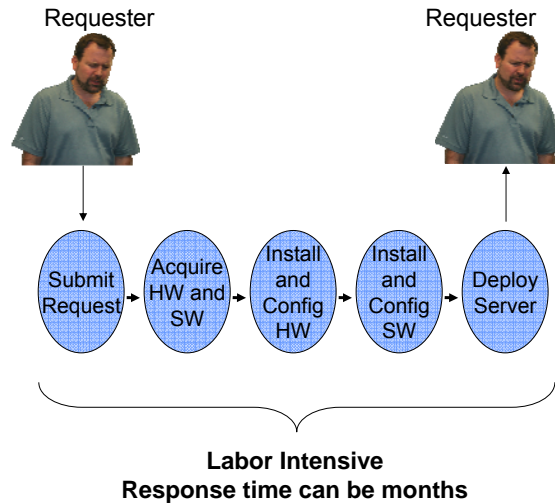 Requester
Requester
Submit
Request
Acquire
HW and
SW
Install
and
Config
HW
Install
and
Config
SW
Deploy
Server
Labor Intensive
Response time can be months